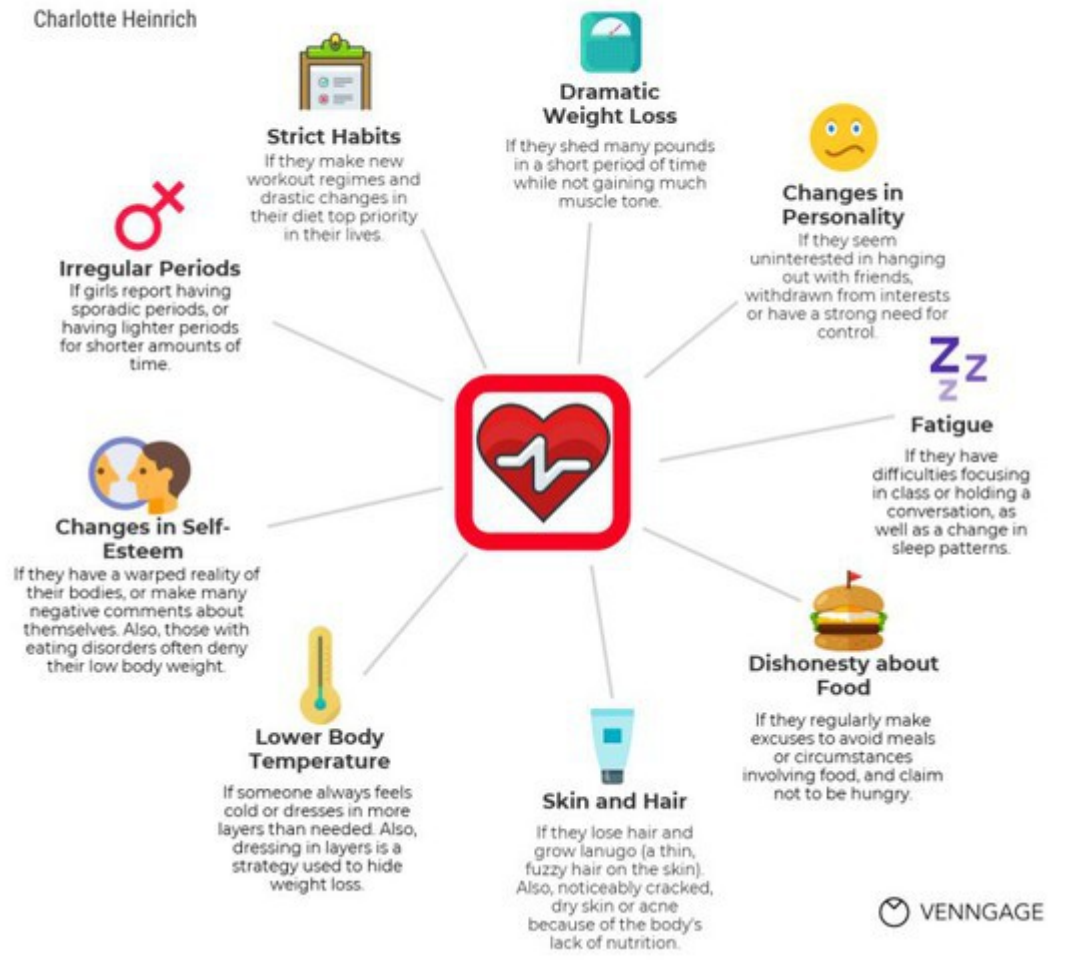 Charlotte Heinrich
Strict Habits
If they make new
workout regimes and
drastic changes in
their diet top priority
in their lives.
Dramatic
Weight Loss
If they shed many pounds
in a short period of time
while not gaining much
muscle tone.
Changes in
Personality
If they seem
uninterested in hanging
out with friends,
withdrawn from interests
or have a strong need for
control.
Z Z
z
Fatigue
If they have
difficulties focusing
in class or holding a
conversation, as
well as a change in
sleep patterns.
Dishonesty about
Food
If they regularly make
excuses to avoid meals
or circumstances
involving food, and claim
not to be hungry.
Skin and Hair
If they lose hair and
grow lanugo (a thin,
fuzzy hair on the skin).
Also, noticeably cracked,
dry skin or acne
because of the body's
lack of nutrition.
Lower Body
Temperature
If someone always feels
cold or dresses in more
layers than needed. Also,
dressing in layers is a
strategy used to hide
weight loss.
Changes in Self-
Esteem
If they have a warped reality of
their bodies, or make many
negative comments about
themselves. Also, those with
eating disorders often deny
their low body weight.
Irregular Periods
If girls report having
sporadic periods, or
having lighter periods
for shorter amounts of
time.
VENNGAGE